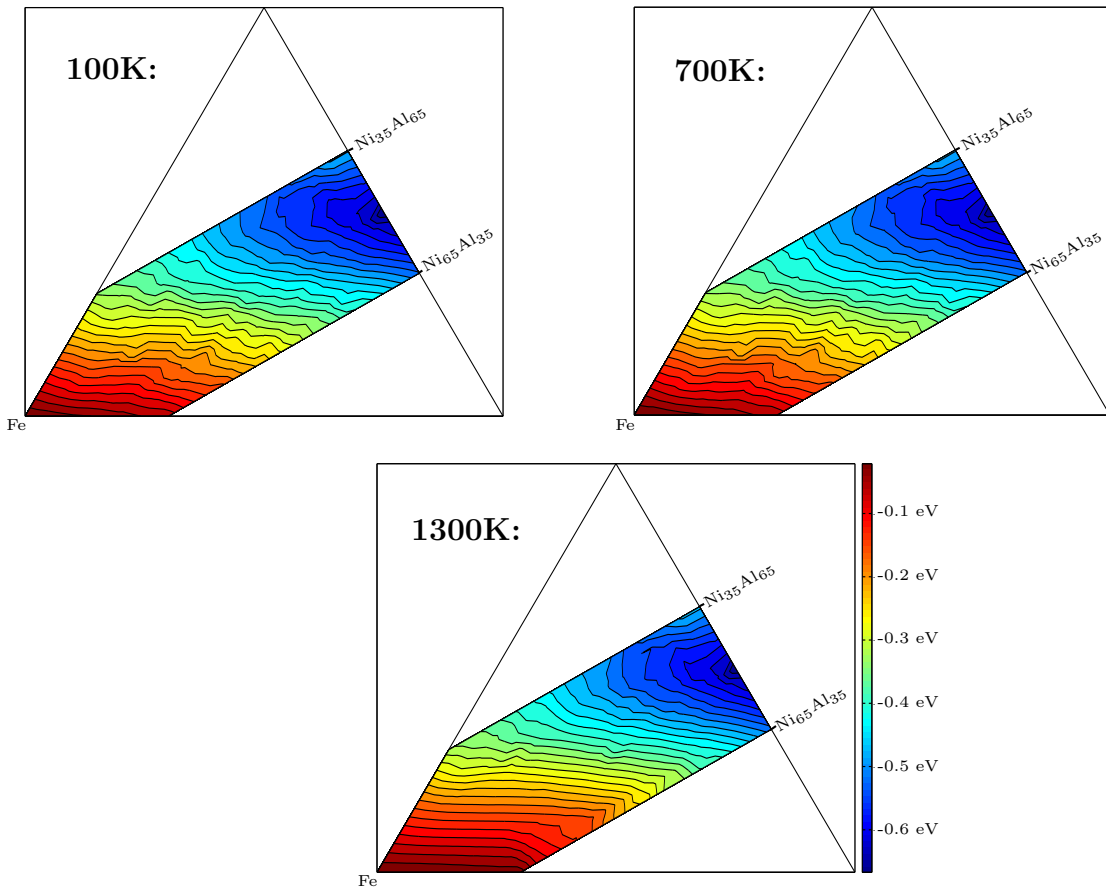 100K:
Ni₃₅Al₆₅
Ni₆₅Al₃₅
Fe
700K:
Ni₃₅Al₆₅
Ni₆₅Al₃₅
Fe
1300K:
Ni₃₅Al₆₅
Ni₆₅Al₃₅
Fe
-0.1 eV
-0.2 eV
-0.3 eV
-0.4 eV
-0.5 eV
-0.6 eV